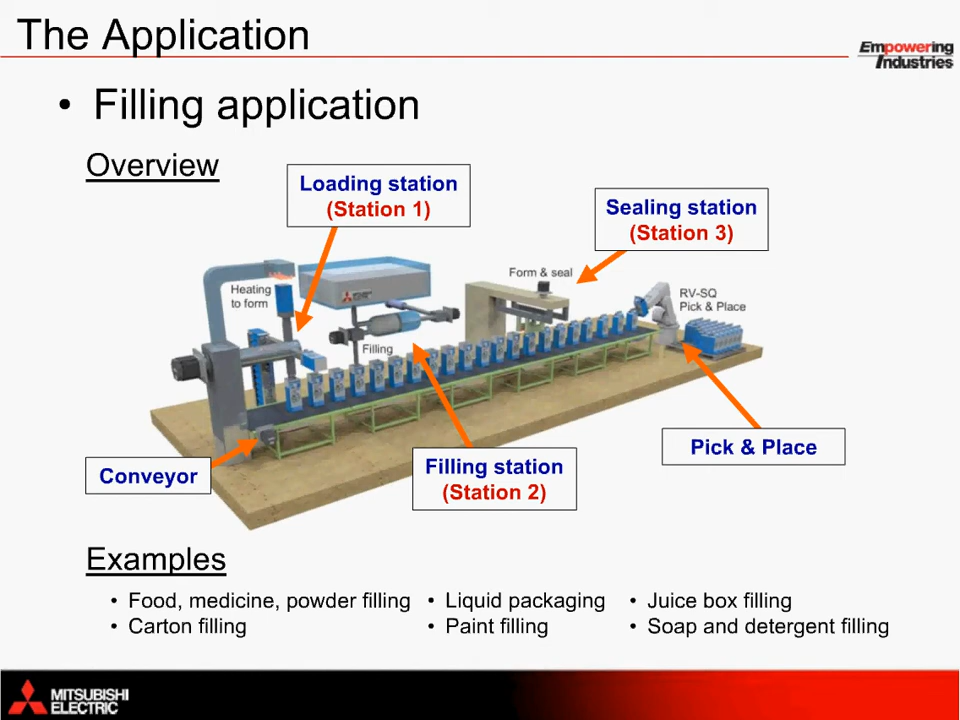 The Application
Empowering
Industries
• Filling application
Overview
Loading station
(Station 1)
Sealing station
(Station 3)
Form & seal
Heating
to form
RV-SQ
Pick & Place
Filling
Pick & Place
Filling station
(Station 2)
Conveyor
Examples
• Food, medicine, powder filling
• Liquid packaging
• Juice box filling
• Carton filling
• Paint filling
• Soap and detergent filling
MITSUBISHI
ELECTRIC